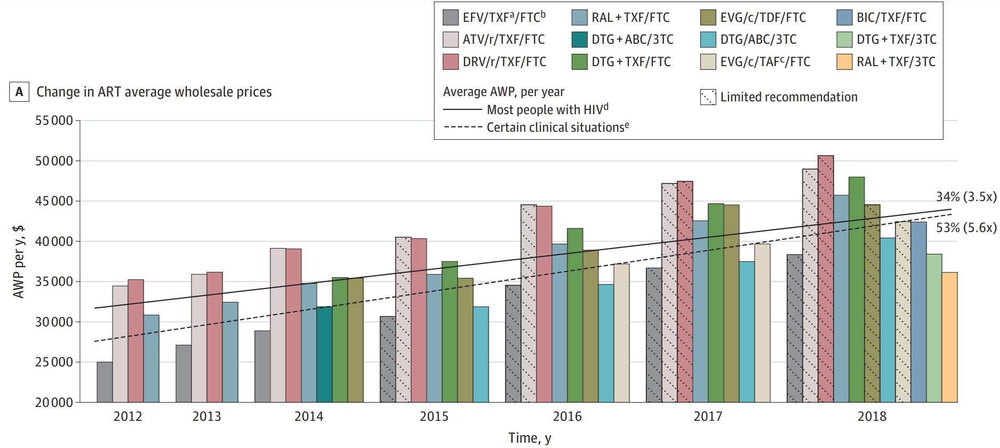 EFV/TXFᵃ/FTCᵇ RAL + TXF/FTC EVG/c/TDF/FTC BIC/TXF/FTC
ATV/r/TXF/FTC DTG + ABC/3TC DTG/ABC/3TC DTG + TXF/3TC
DRV/r/TXF/FTC DTG + TXF/FTC EVG/c/TAFᶜ/FTC RAL + TXF/3TC
Average AWP, per year
Limited recommendation
Most people with HIVᵈ
Certain clinical situationsᵉ
A Change in ART average wholesale prices
55 000
50 000
45 000
40 000
35 000
30 000
25 000
20 000
AWP per y, $
34% (3.5x)
53% (5.6x)
2012 2013 2014 2015 2016 2017 2018
Time, y